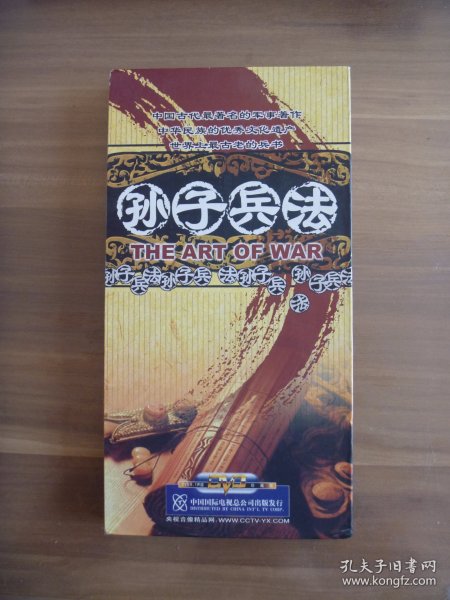 中国古代最著名的军事著作
中华民族的优秀文化遗产
世界上最古老的兵书
孙子兵法
THE ART OF WAR
孙子兵法孙子兵 法孙子兵 孙子兵法
法
DVD
中国国际电视总公司出版发行
DISTRIBUTED BY CHINA INT'L TV CORP.
央视音像精品网.WWW.CCTV-YX.COM
孔夫子旧书网
www.kongfz.com